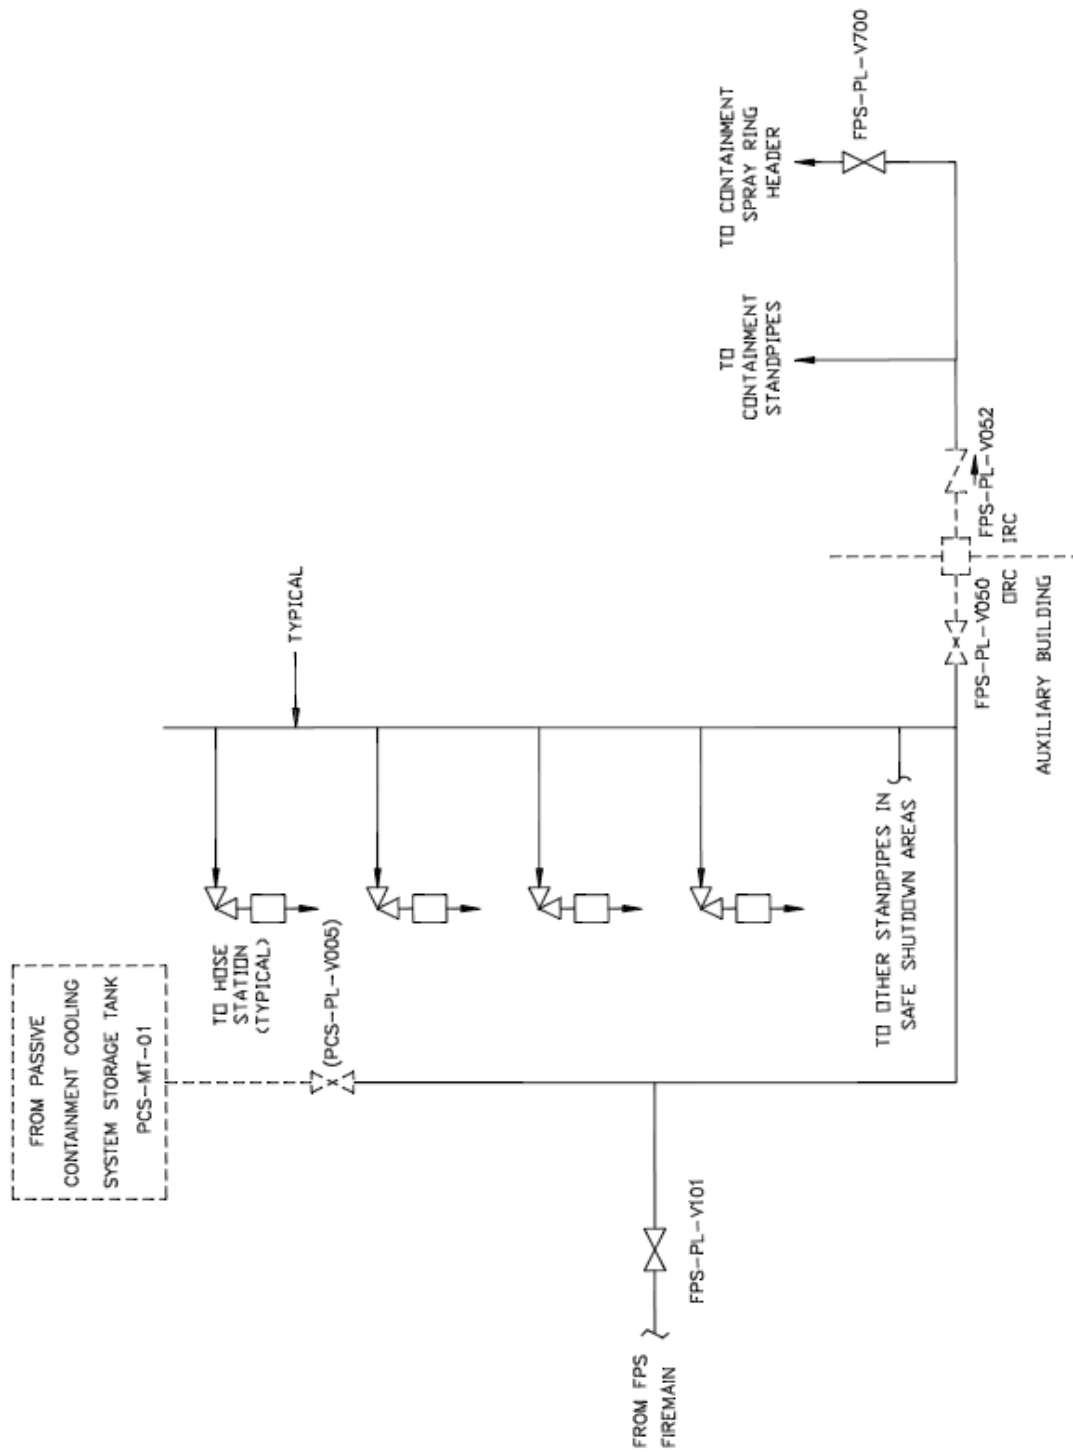 FROM PASSIVE
CONTAINMENT COOLING
SYSTEM STORAGE TANK
PCS-MT-01
(PCS-PL-V005)
TO HOSE
STATION
(TYPICAL)
TYPICAL
FROM FPS
FIREMAIN
FPS-PL-V101
TO OTHER STANDPIPES IN
SAFE SHUTDOWN AREAS
TO
CONTAINMENT
STANDPIPES
TO CONTAINMENT
SPRAY RING
HEADER
FPS-PL-V700
FPS-PL-V050
FPS-PL-V052
ORC
IRC
AUXILIARY BUILDING